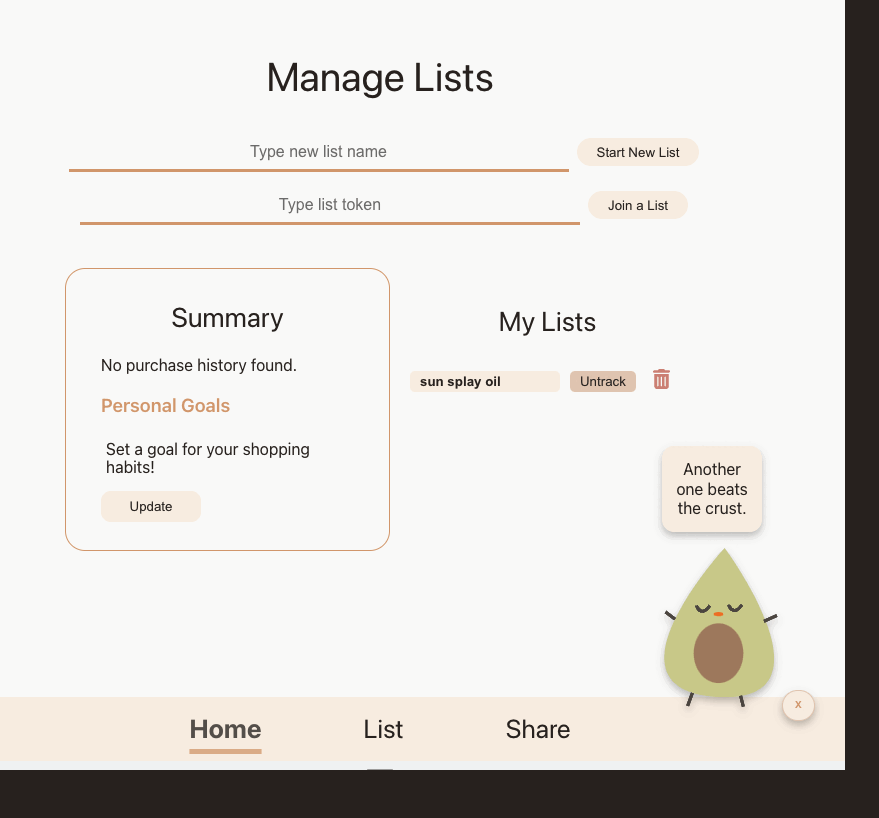 Manage Lists
Type new list name
Start New List
Type list token
Join a List
Summary
No purchase history found.
Personal Goals
Set a goal for your shopping
habits!
Update
My Lists
sun splay oil
Untrack
Another
one beats
the crust.
x
Home
List
Share